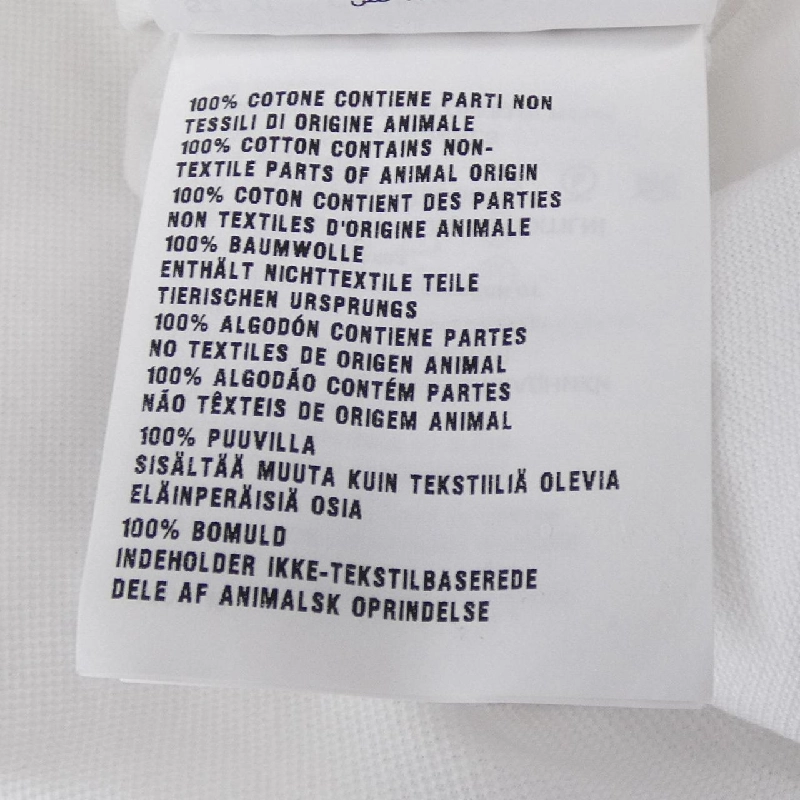 100% COTONE CONTIENE PARTI NON
TESSILI DI ORIGINE ANIMALE
100% COTTON CONTAINS NON-
TEXTILE PARTS OF ANIMAL ORIGIN
100% COTON CONTIENT DES PARTIES
NON TEXTILES D'ORIGINE ANIMALE
100% BAUMWOLLE
ENTHÄLT NICHTTEXTILE TEILE
TIERISCHEN URSPRUNGS
100% ALGODÓN CONTIENE PARTES
NO TEXTILES DE ORIGEN ANIMAL
100% ALGODÃO CONTÉM PARTES
NÃO TÊXTEIS DE ORIGEM ANIMAL
100% PUUVILLA
SISÄLTÄÄ MUUTA KUIN TEKSTIILIÄ OLEVIA
ELÄINPERÄISIÄ OSIA
100% BOMULD
INDEHOLDER IKKE-TEKSTILBASEREDE
DELE AF ANIMALSK OPRINDELSE